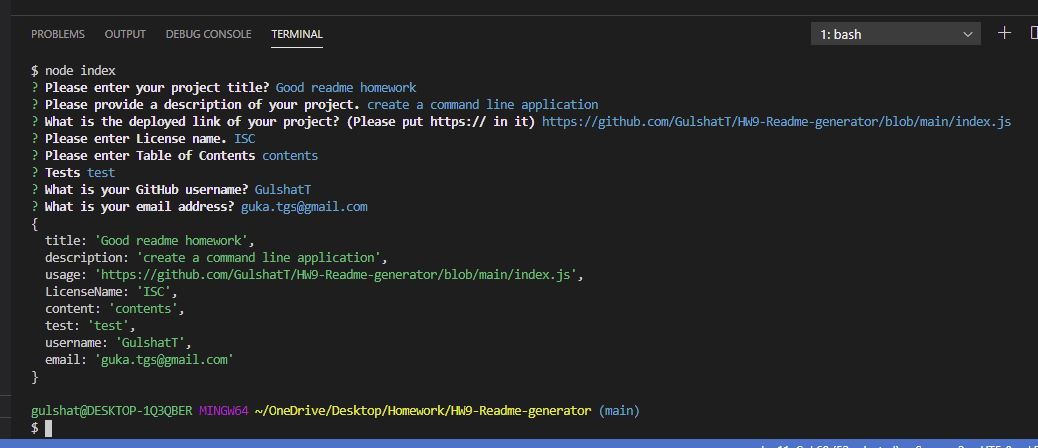 PROBLEMS OUTPUT DEBUG CONSOLE TERMINAL 1: bash
$ node index
? Please enter your project title? Good readme homework
? Please provide a description of your project. create a command line application
? What is the deployed link of your project? (Please put https:// in it) https://github.com/GulshatT/HW9-Readme-generator/blob/main/index.js
? Please enter License name. ISC
? Please enter Table of Contents contents
? Tests test
? What is your GitHub username? GulshatT
? What is your email address? guka.tgs@gmail.com
{
  title: 'Good readme homework',
  description: 'create a command line application',
  usage: 'https://github.com/GulshatT/HW9-Readme-generator/blob/main/index.js',
  LicenseName: 'ISC',
  content: 'contents',
  test: 'test',
  username: 'GulshatT',
  email: 'guka.tgs@gmail.com'
}
gulshat@DESKTOP-1Q3QBER MINGW64 ~/OneDrive/Desktop/Homework/HW9-Readme-generator (main)
$